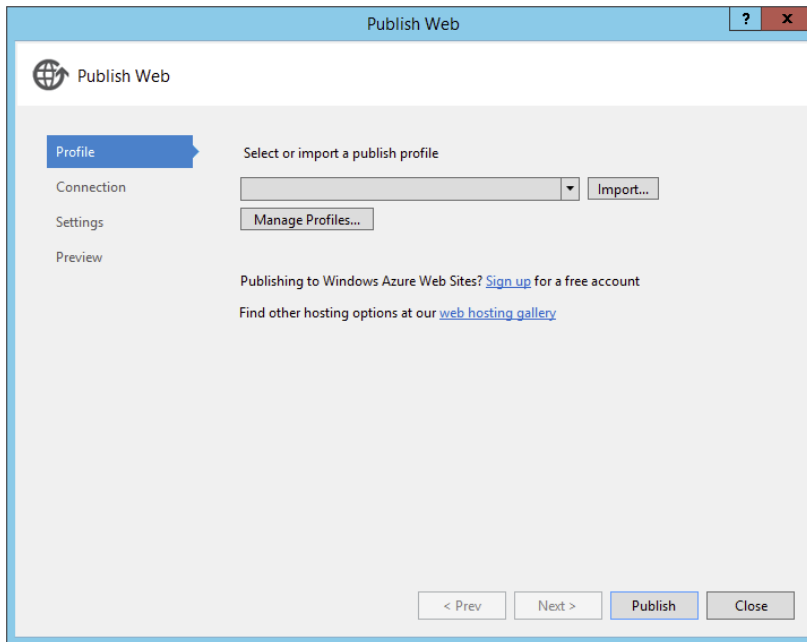 Publish Web
? x
Publish Web
Profile
Select or import a publish profile
Connection
Import...
Settings
Manage Profiles...
Preview
Publishing to Windows Azure Web Sites? Sign up for a free account
Find other hosting options at our web hosting gallery
< Prev Next > Publish Close